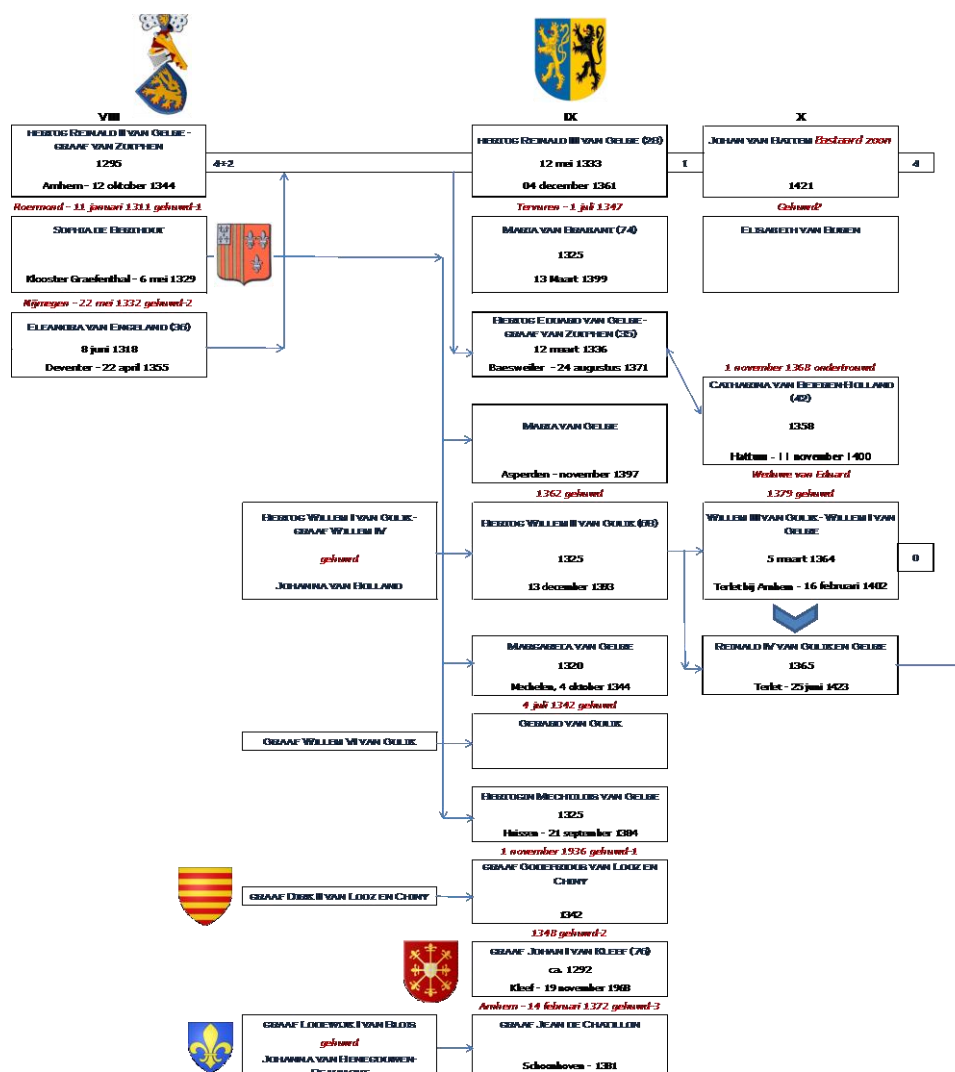 VIII
IX
X
HERTOG REINALD II VAN GELRE -
GRAAF VAN ZUTPHEN
1295
Arnhem - 12 oktober 1344
4+2
HERTOG REINALD III VAN GELRE (28)
12 mei 1333
04 december 1361
1
JOHAN VAN HATTEM Bastaard zoon
1421
4
Roermond - 11 januari 1311 gehuwd-1
Tervuren - 1 juli 1347
Gehuwd?
SOPHIA DE BERTHOUT
Klooster Graefenthal - 6 mei 1329
MARIA VAN BRABANT (74)
1325
13 Maart 1399
ELISABETH VAN BUREN
Nijmegen - 22 mei 1332 gehuwd-2
ELEANORA VAN ENGELAND (36)
8 juni 1318
Deventer - 22 april 1355
HERTOG EDUARD VAN GELRE-
GRAAF VAN ZUTPHEN (35)
12 maart 1336
Baesweiler - 24 augustus 1371
1 november 1368 ondertrouwd
CATHARINA VAN BEIEREN-HOLLAND
(42)
1358
Hattum - 11 november 1400
MARIA VAN GELRE
Asperden - november 1397
1362 gehuwd
Weduwe van Eduard
1379 gehuwd
HERTOG WILLEM I VAN GULIK-
GRAAF WILLEM IV
gehuwd
JOHANNA VAN HOLLAND
HERTOG WILLEM II VAN GULIK (68)
1325
13 december 1393
WILLEM III VAN GULIK - WILLEM I VAN
GELRE
5 maart 1364
Terlet bij Arnhem - 16 februari 1402
0
MARGARETA VAN GELRE
1320
Mechelen, 4 oktober 1344
REINALD IV VAN GULIK EN GELRE
1365
Terlet - 25 juni 1423
4 juli 1342 gehuwd
GRAAF WILLEM VI VAN GULIK
GERARD VAN GULIK
HERTOGIN MECHTILDIS VAN GELRE
1325
Huissen - 21 september 1384
1 november 1936 gehuwd-1
GRAAF DIRK II VAN LOOZ EN CHINY
GRAAF GODEFRIDUS VAN LOOZ EN
CHINY
1342
1348 gehuwd-2
GRAAF JOHAN I VAN KLEEF (76)
ca. 1292
Kleef - 19 november 1968
Arnhem - 14 februari 1372 gehuwd-3
GRAAF LODEWIJK I VAN BLOIS
gehuwd
JOHANNA VAN HENEGOUWEN-
BEAUMONT
GRAAF JEAN DE CHATILLON
Schoonhoven - 1381